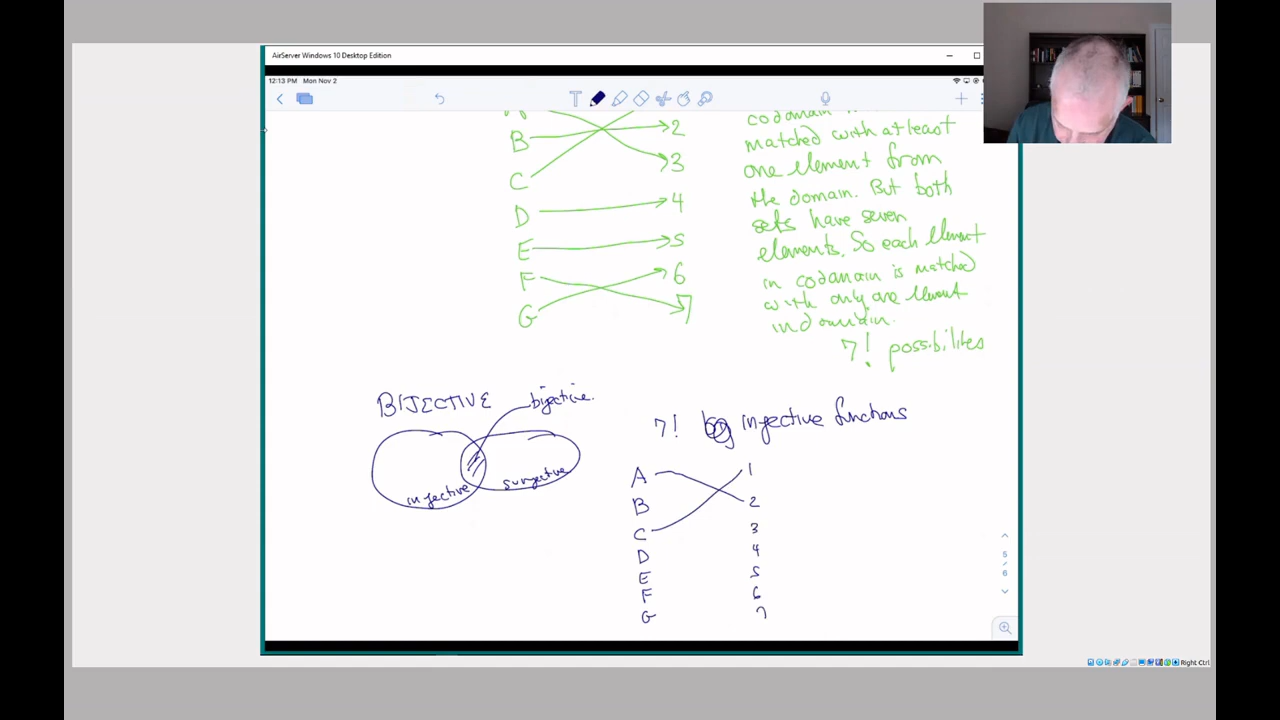 AirServer Windows 10 Desktop Edition
12:13 PM Mon Nov 2
T
B
C
D
E
F
G
2
3
4
5
6
7
codomain
matched with at least
one element from
the domain. But both
sets have seven
elements. So each element
in codomain is matched
with only one element
in domain.
7! possibilites
BIJECTIVE
bijective.
injective
surjective
7! injective functions
A 1
B 2
C 3
D 4
E 5
F 6
G 7
5
/
6
Right Ctrl